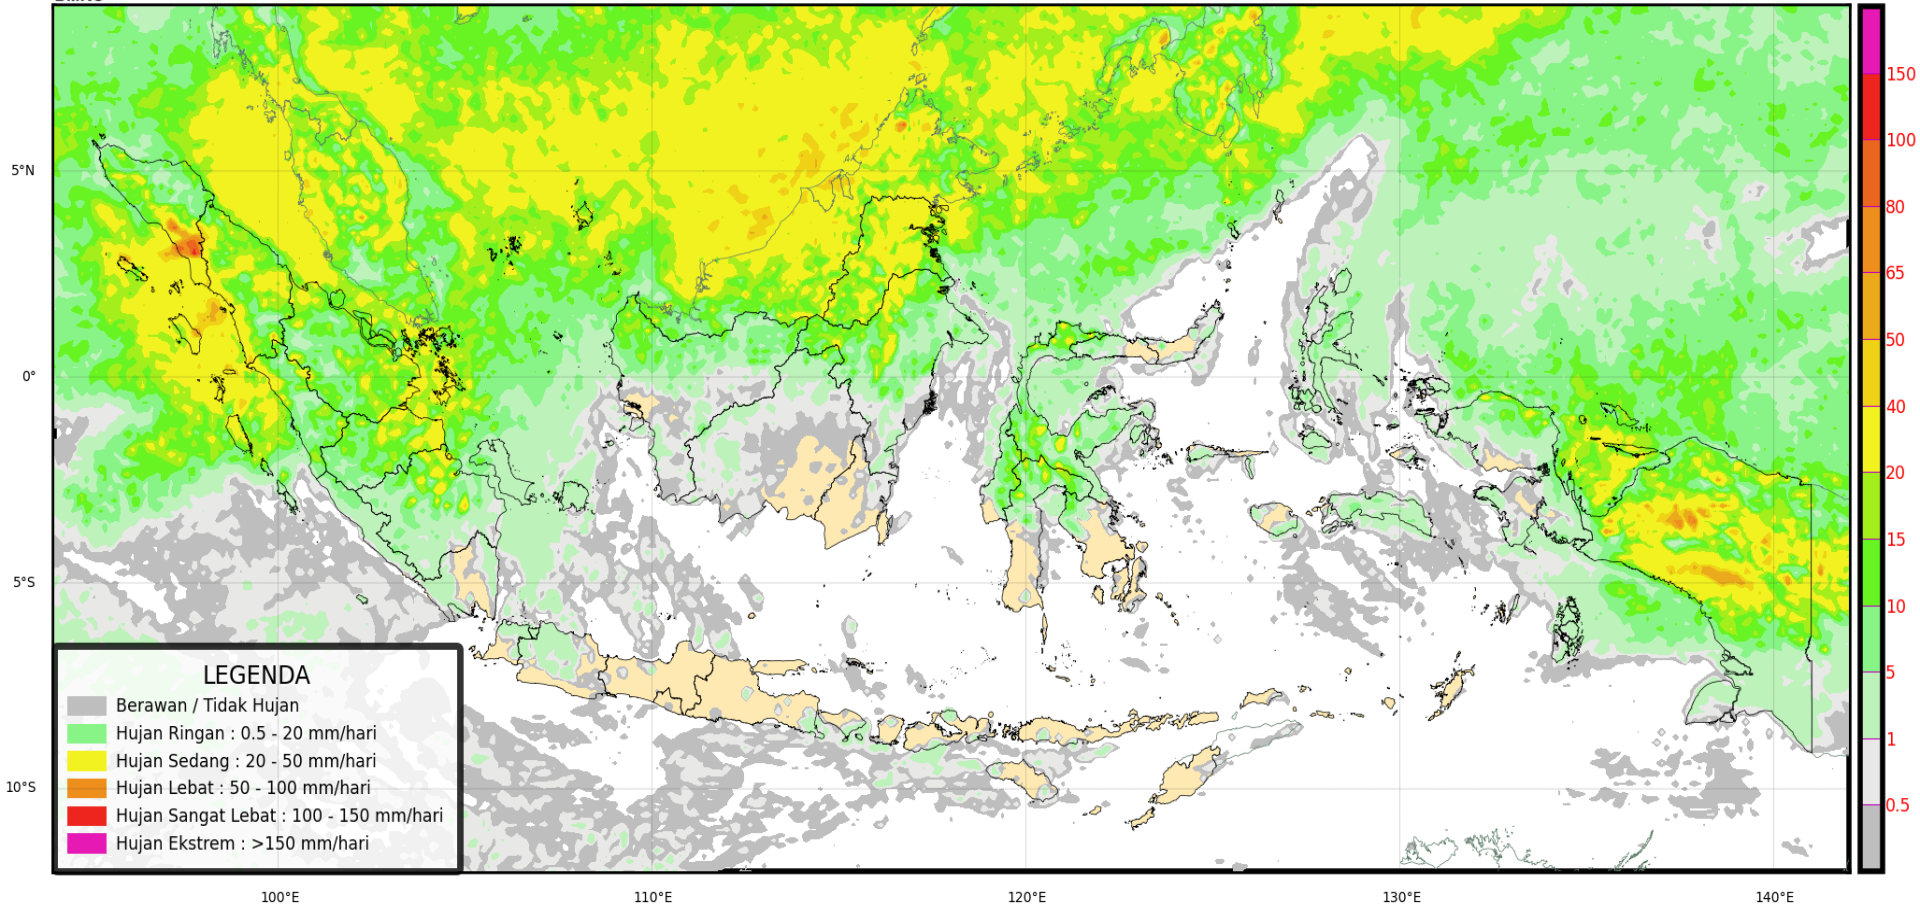 150
100
80
65
50
40
20
15
10
5
1
0.5
5°N
0°
5°S
10°S
LEGENDA
Berawan / Tidak Hujan
Hujan Ringan : 0.5 - 20 mm/hari
Hujan Sedang : 20 - 50 mm/hari
Hujan Lebat : 50 - 100 mm/hari
Hujan Sangat Lebat : 100 - 150 mm/hari
Hujan Ekstrem : >150 mm/hari
100°E
110°E
120°E
130°E
140°E